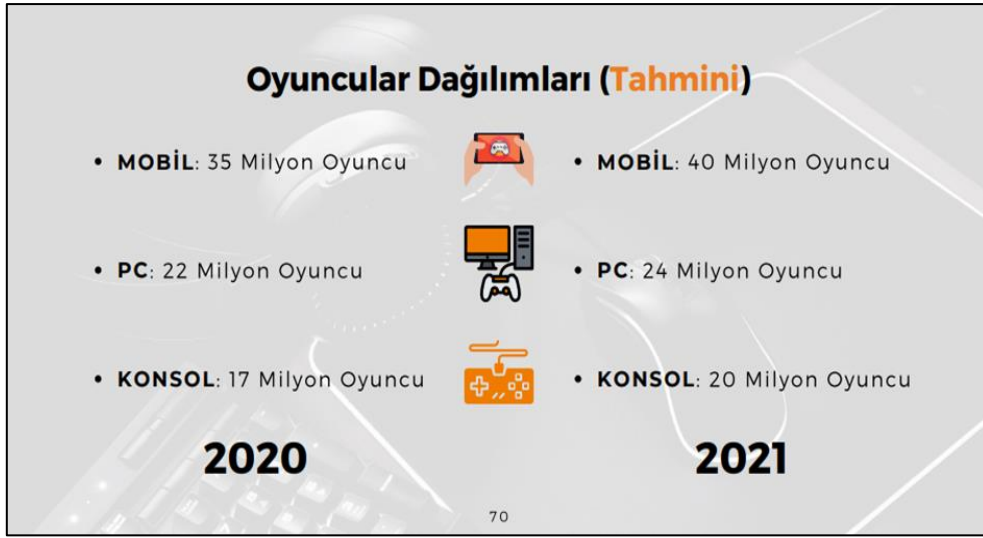 Oyuncular Dağılımları (Tahmini)
• MOBİL: 35 Milyon Oyuncu
• MOBİL: 40 Milyon Oyuncu
• PC: 22 Milyon Oyuncu
• PC: 24 Milyon Oyuncu
• KONSOL: 17 Milyon Oyuncu
• KONSOL: 20 Milyon Oyuncu
2020
2021
70